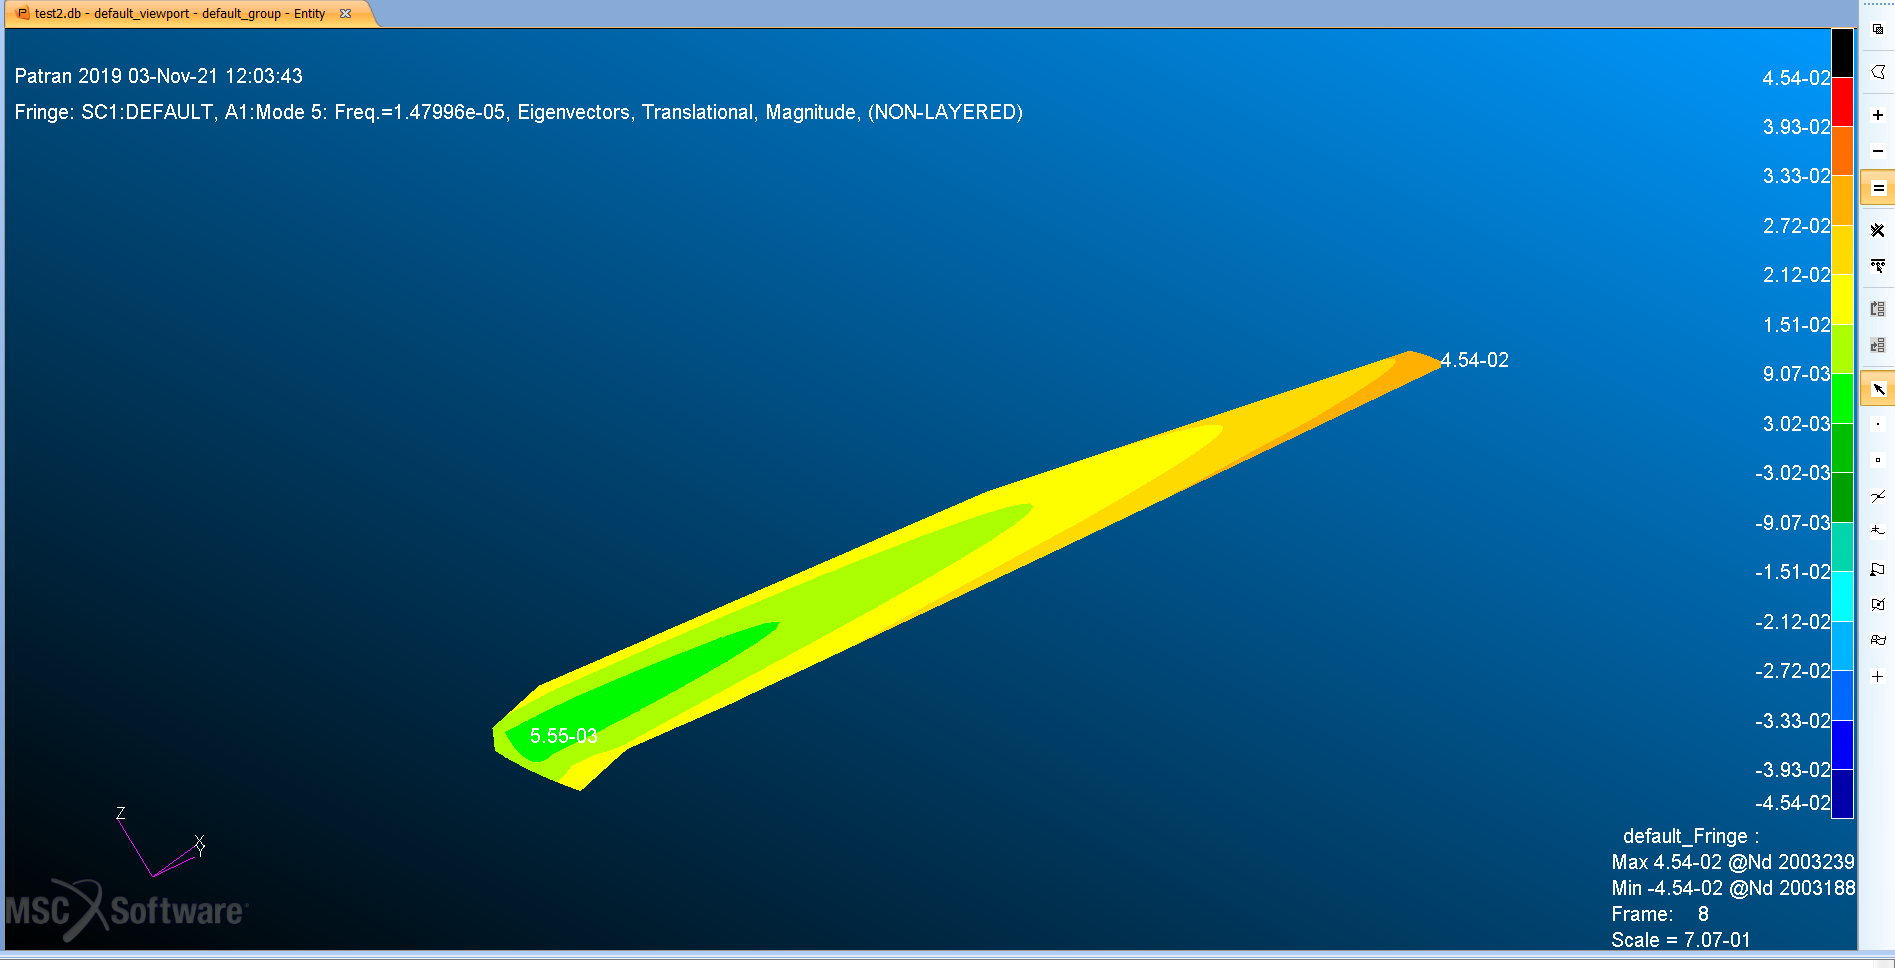 test2.db - default_viewport - default_group - Entity
Patran 2019 03-Nov-21 12:03:43
Fringe: SC1:DEFAULT, A1:Mode 5: Freq.=1.47996e-05, Eigenvectors, Translational, Magnitude, (NON-LAYERED)
4.54-02
3.93-02
3.33-02
2.72-02
2.12-02
1.51-02
9.07-03
3.02-03
-3.02-03
-9.07-03
-1.51-02
-2.12-02
-2.72-02
-3.33-02
-3.93-02
-4.54-02
4.54-02
5.55-03
Z
X
Y
MSC Software
default_Fringe :
Max 4.54-02 @Nd 2003239
Min -4.54-02 @Nd 2003188
Frame: 8
Scale = 7.07-01